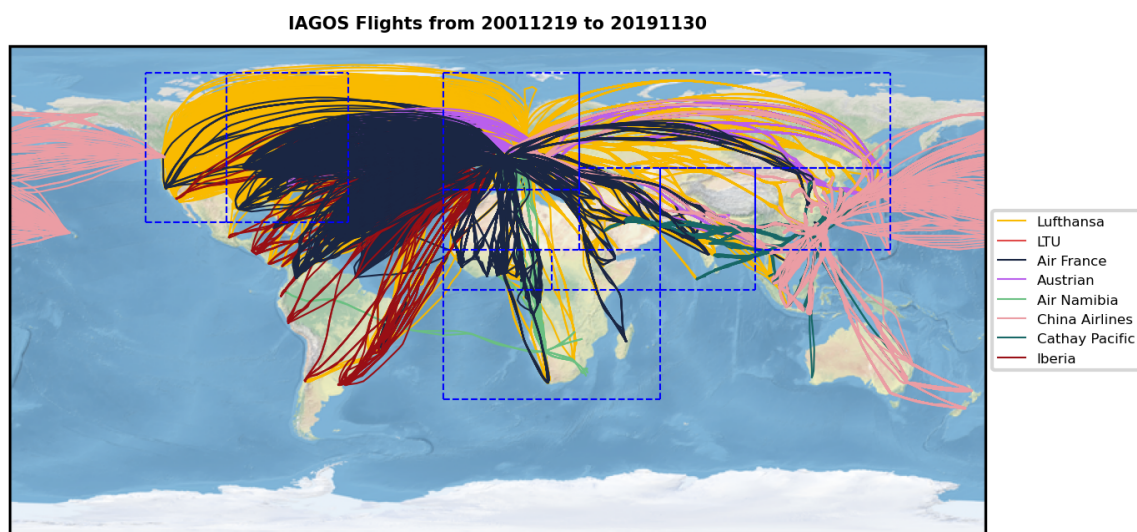 IAGOS Flights from 20011219 to 20191130
Lufthansa
LTU
Air France
Austrian
Air Namibia
China Airlines
Cathay Pacific
Iberia